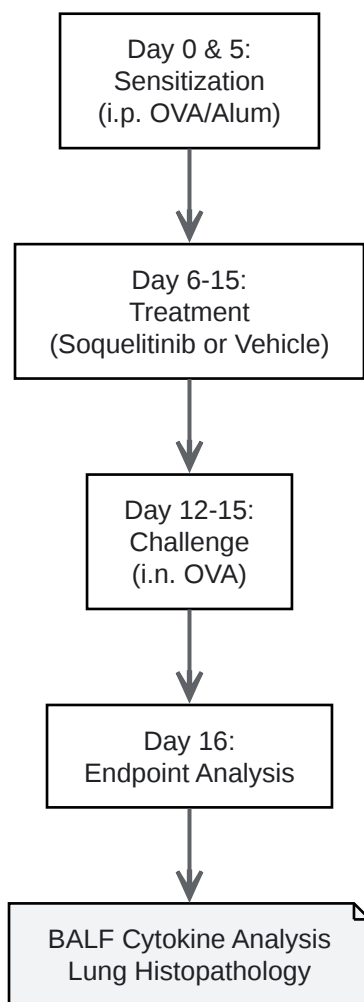 Day 0 & 5:
Sensitization
(i.p. OVA/Alum)
Day 6-15:
Treatment
(Soquelitinib or Vehicle)
Day 12-15:
Challenge
(i.n. OVA)
Day 16:
Endpoint Analysis
BALF Cytokine Analysis
Lung Histopathology